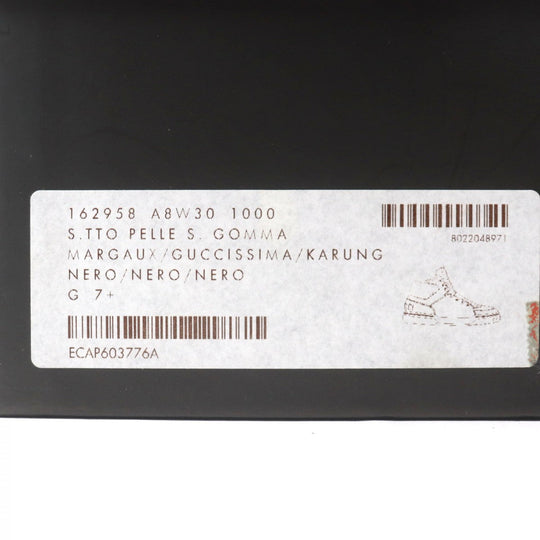 162958 A8W30 1000
S.TTO PELLE S. GOMMA
MARGAUX/GUCCISSIMA/KARUNG
NERO/NERO/NERO
G 7+
8022048971
ECAP603776A